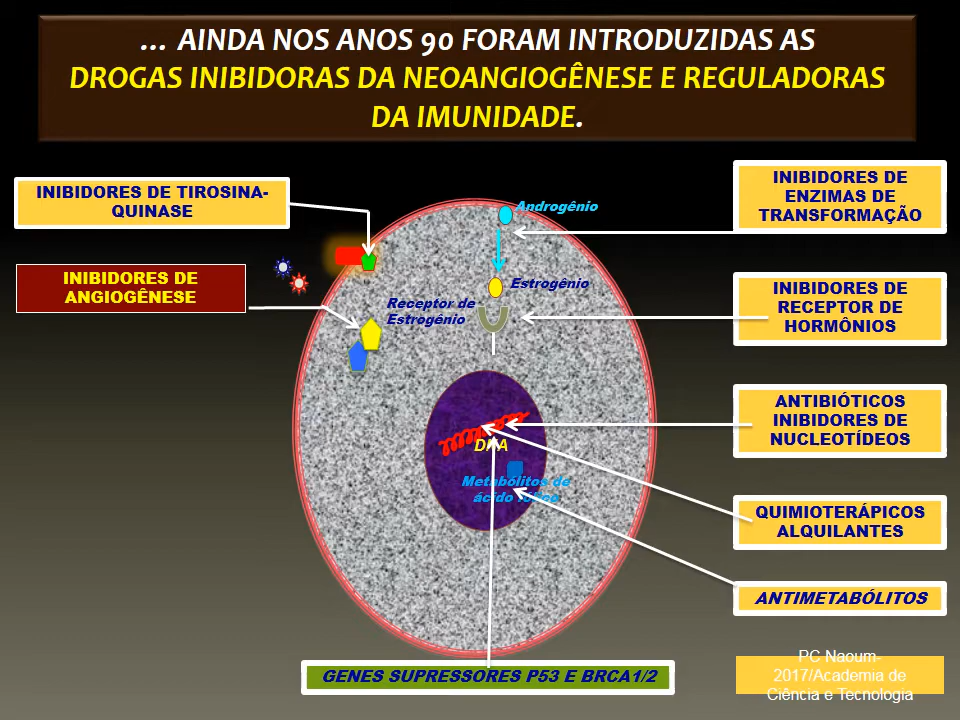 ... AINDA NOS ANOS 90 FORAM INTRODUZIDAS AS
DROGAS INIBIDORAS DA NEOANGIOGÊNESE E REGULADORAS
DA IMUNIDADE.
INIBIDORES DE TIROSINA-
QUINASE
INIBIDORES DE
ANGIOGÊNESE
Androgênio
Estrogênio
Receptor de
Estrogênio
DNA
Metabólitos de
ácido fólico
INIBIDORES DE
ENZIMAS DE
TRANSFORMAÇÃO
INIBIDORES DE
RECEPTOR DE
HORMÔNIOS
ANTIBIÓTICOS
INIBIDORES DE
NUCLEOTÍDEOS
QUIMIOTERÁPICOS
ALQUILANTES
ANTIMETABÓLITOS
GENES SUPRESSORES P53 E BRCA1/2
PC Naoum-
2017/Academia de
Ciência e Tecnologia